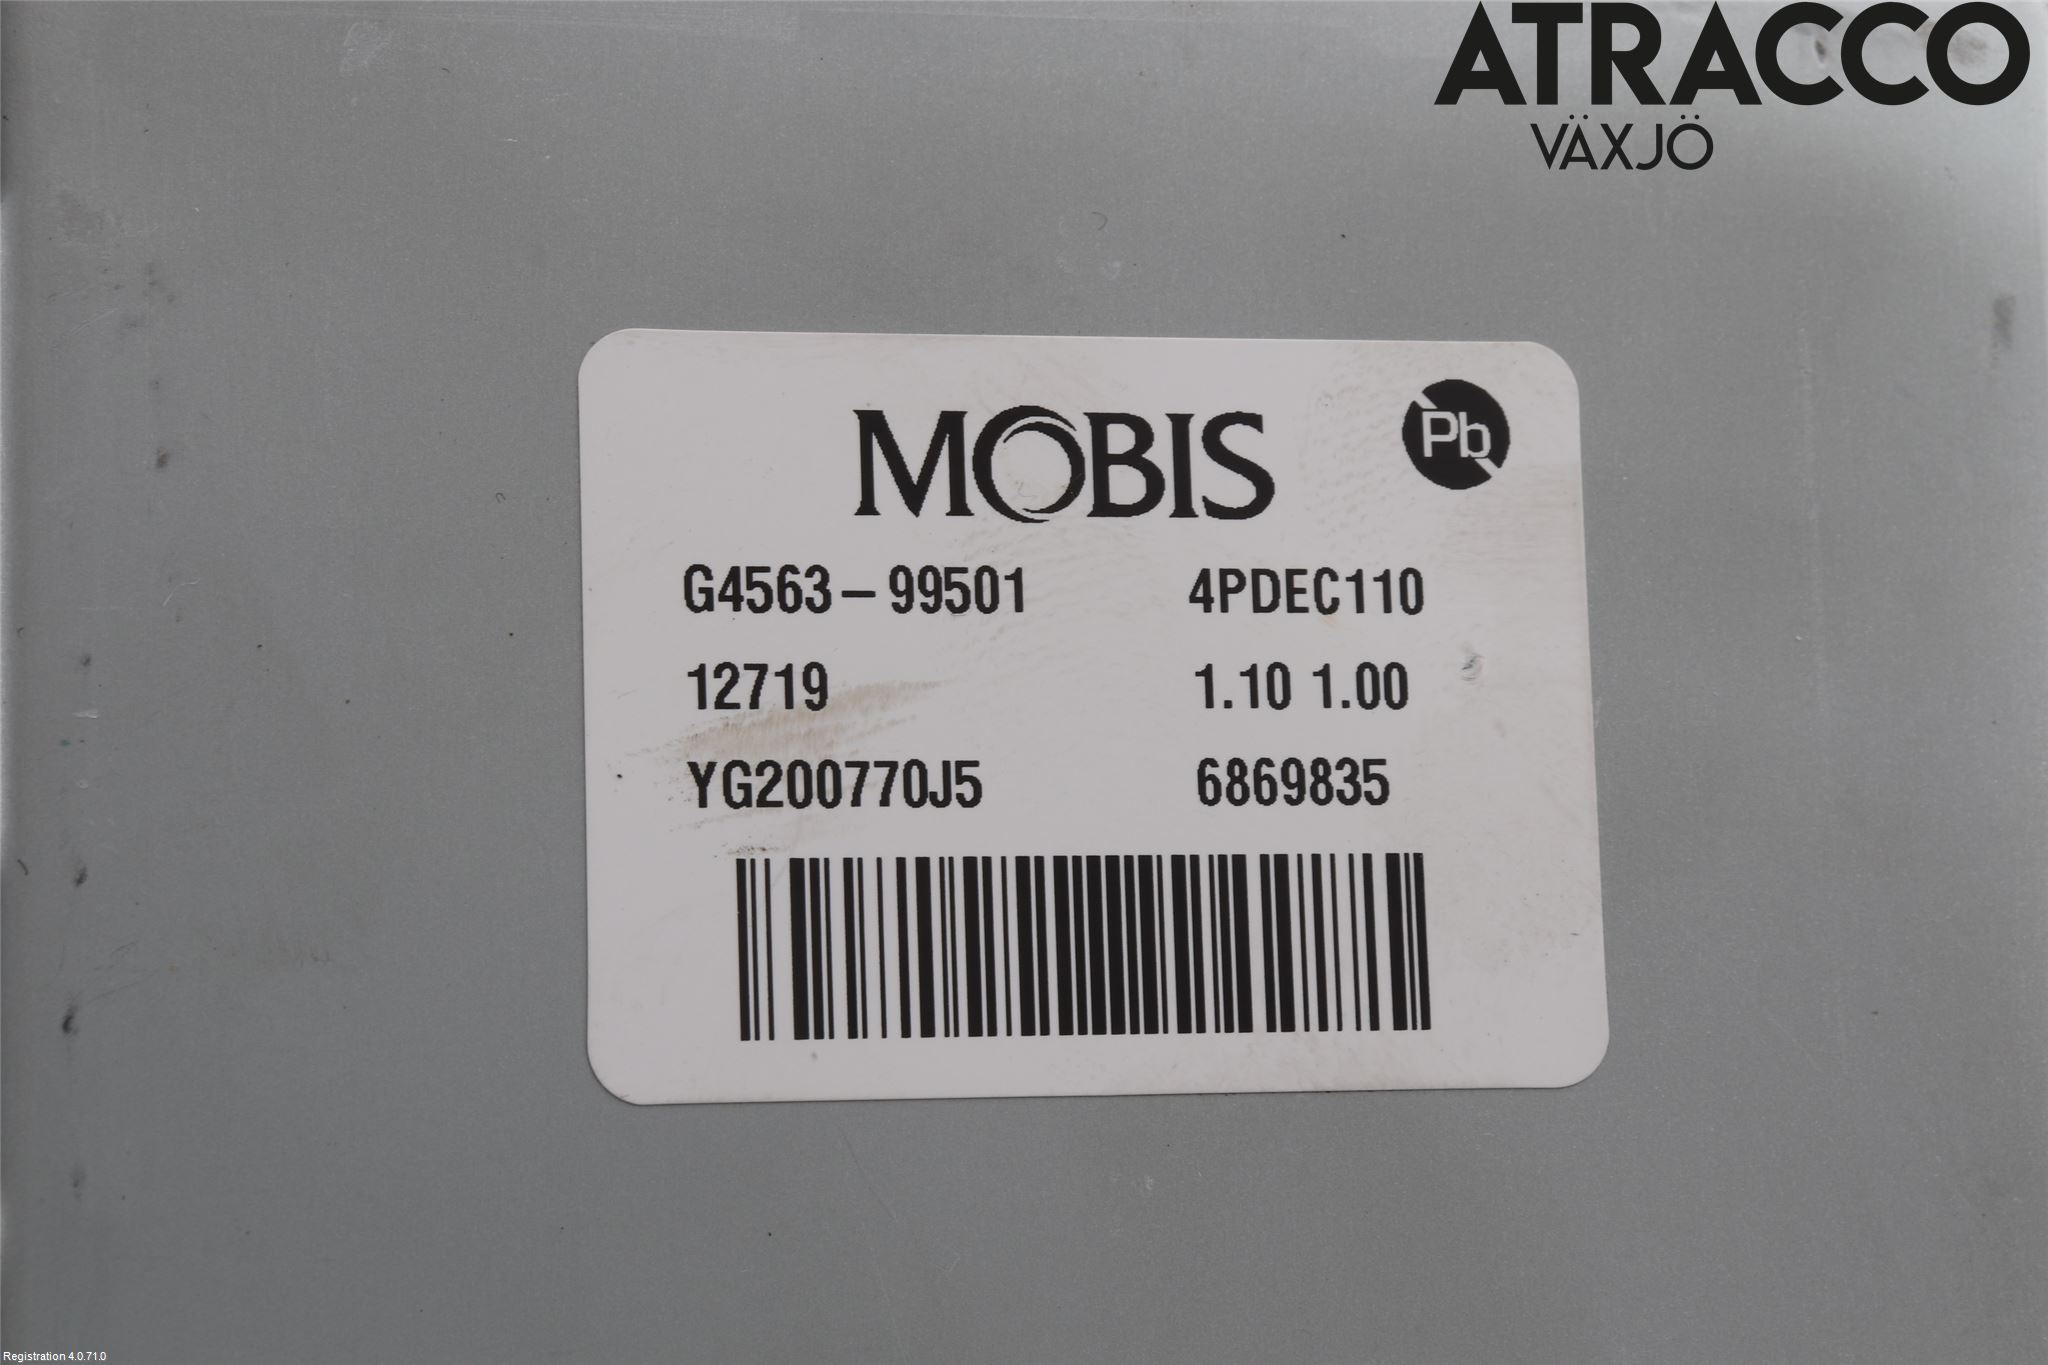 ATRACCO
VÄXJÖ
MOBIS
Pb
G4563-99501 4PDEC110
12719 1.10 1.00
YG200770J5 6869835
Registration 4.0.71.0